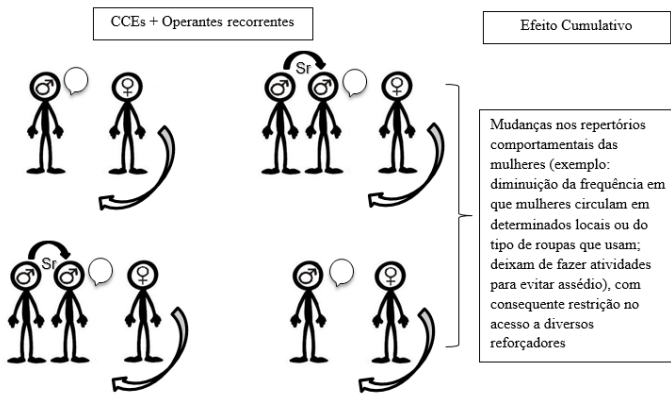 CCEs + Operantes recorrentes
Efeito Cumulativo
Sr
Sr
Mudanças nos repertórios
comportamentais das
mulheres (exemplo:
diminuição da frequência em
que mulheres circulam em
determinados locais ou do
tipo de roupas que usam;
deixam de fazer atividades
para evitar assédio), com
consequente restrição no
acesso a diversos
reforçadores